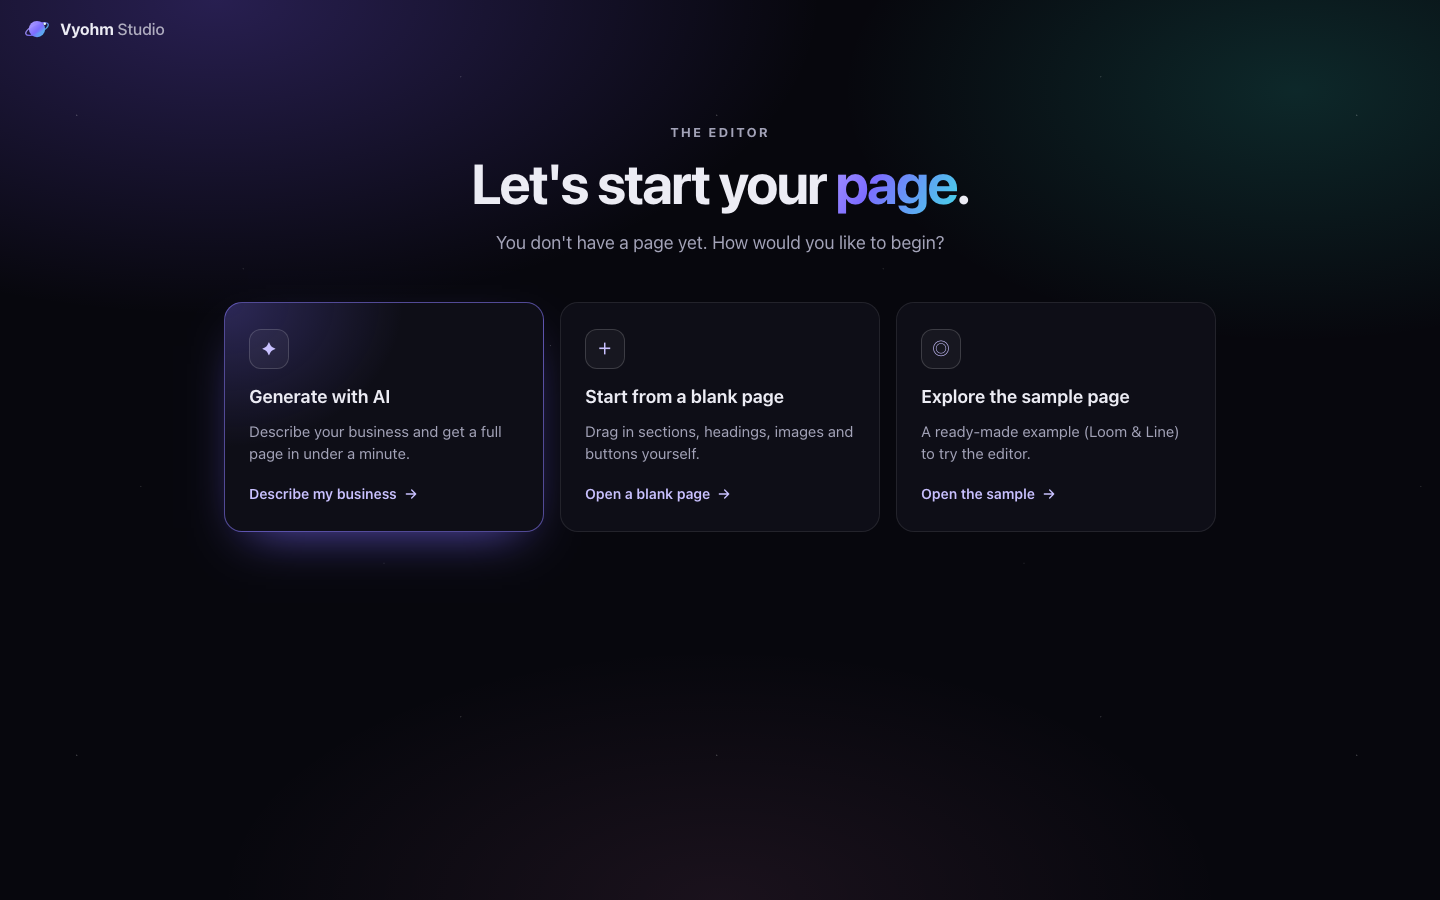 Vyohm Studio
THE EDITOR
Let's start your page.
You don't have a page yet. How would you like to begin?
Generate with AI
Describe your business and get a full
page in under a minute.
Describe my business →
Start from a blank page
Drag in sections, headings, images and
buttons yourself.
Open a blank page →
Explore the sample page
A ready-made example (Loom & Line)
to try the editor.
Open the sample →